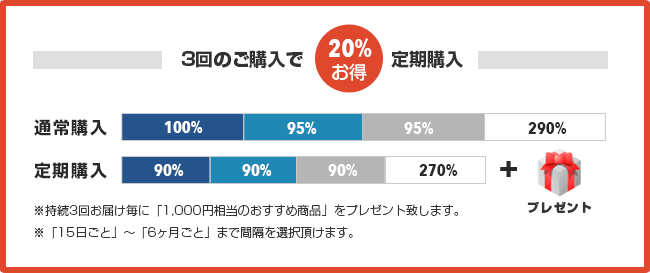 3回のご購入で 20%お得 定期購入
通常購入 100% 95% 95% 290%
定期購入 90% 90% 90% 270% + プレゼント
※持続3回お届け毎に「1,000円相当のおすすめ商品」をプレゼント致します。
※「15日ごと」～「6ヶ月ごと」まで間隔を選択頂けます。